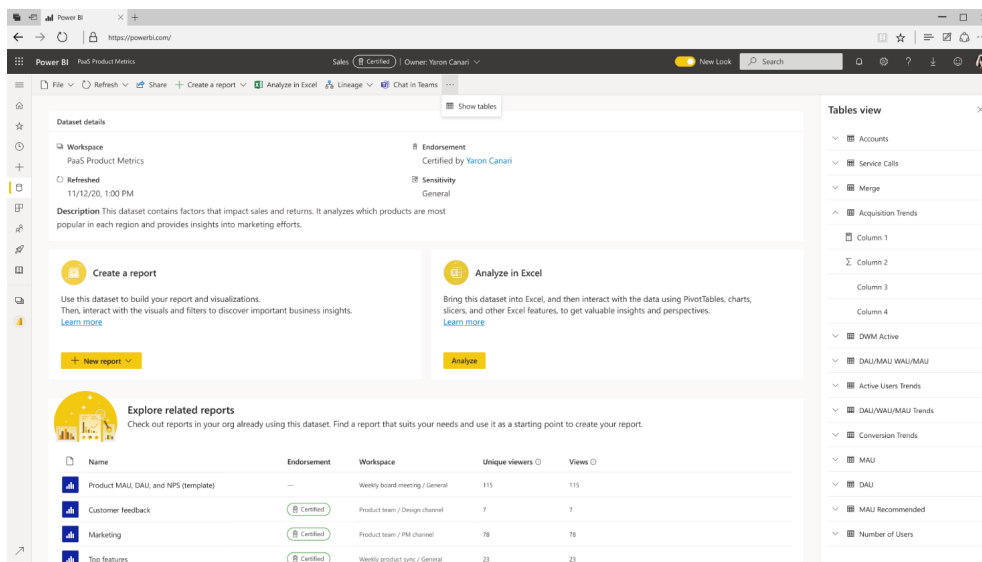 Power BI
https://powerbi.com/
Power BI PaaS Product Metrics
Sales Certified | Owner: Yaron Canari
New Look
Search
File
Refresh
Share
Create a report
Analyze in Excel
Lineage
Chat in Teams
Show tables
Dataset details
Workspace
PaaS Product Metrics
Endorsement
Certified by Yaron Canari
Refreshed
11/12/20, 1:00 PM
Sensitivity
General
Description This dataset contains factors that impact sales and returns. It analyzes which products are most
popular in each region and provides insights into marketing efforts.
Create a report
Use this dataset to build your report and visualizations.
Then, interact with the visuals and filters to discover important business insights.
Learn more
New report
Analyze in Excel
Bring this dataset into Excel, and then interact with the data using PivotTables, charts,
slicers, and other Excel features, to get valuable insights and perspectives.
Learn more
Analyze
Explore related reports
Check out reports in your org already using this dataset. Find a report that suits your needs and use it as a starting point to create your report.
Name Endorsement Workspace Unique viewers Views
Product MAU, DAU, and NPS (template) — Weekly board meeting / General 115 115
Customer feedback Certified Product team / Design channel 7 7
Marketing Certified Product team / PM channel 78 78
Top features Certified Weekly product sync / General 23 23
Tables view
Accounts
Service Calls
Merge
Acquisition Trends
Column 1
Column 2
Column 3
Column 4
DWM Active
DAU/MAU WAU/MAU
Active Users Trends
DAU/WAU/MAU Trends
Conversion Trends
MAU
DAU
MAU Recommended
Number of Users